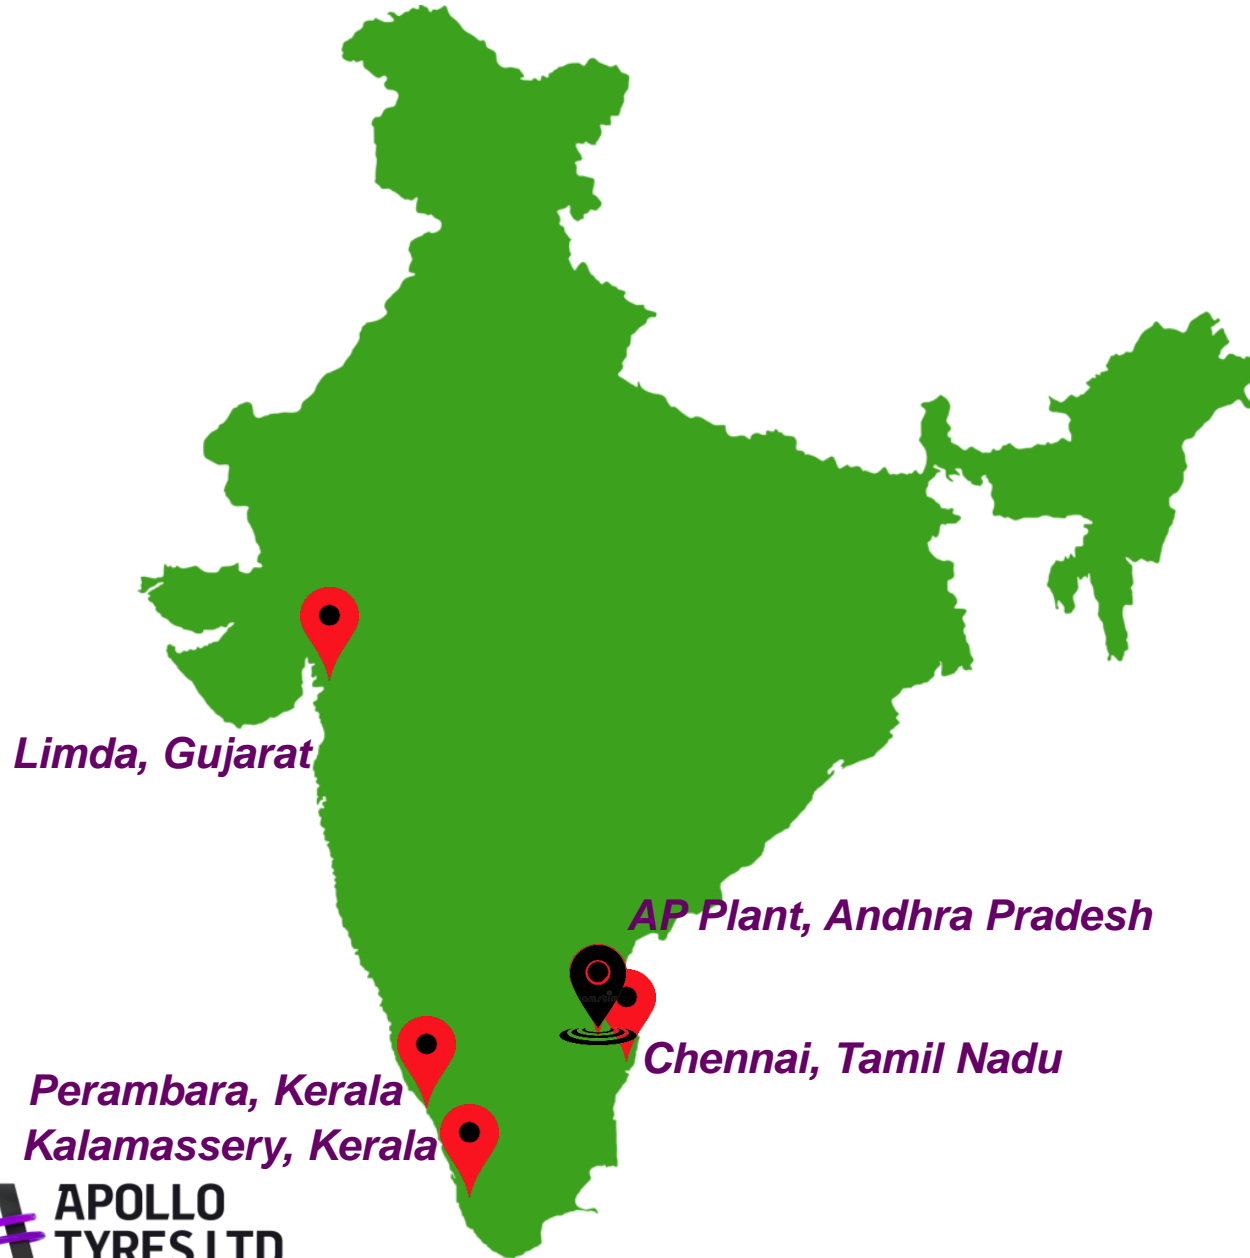 Limda, Gujarat
AP Plant, Andhra Pradesh
Chennai, Tamil Nadu
Perambara, Kerala
Kalamassery, Kerala
APOLLO
TYRES LTD